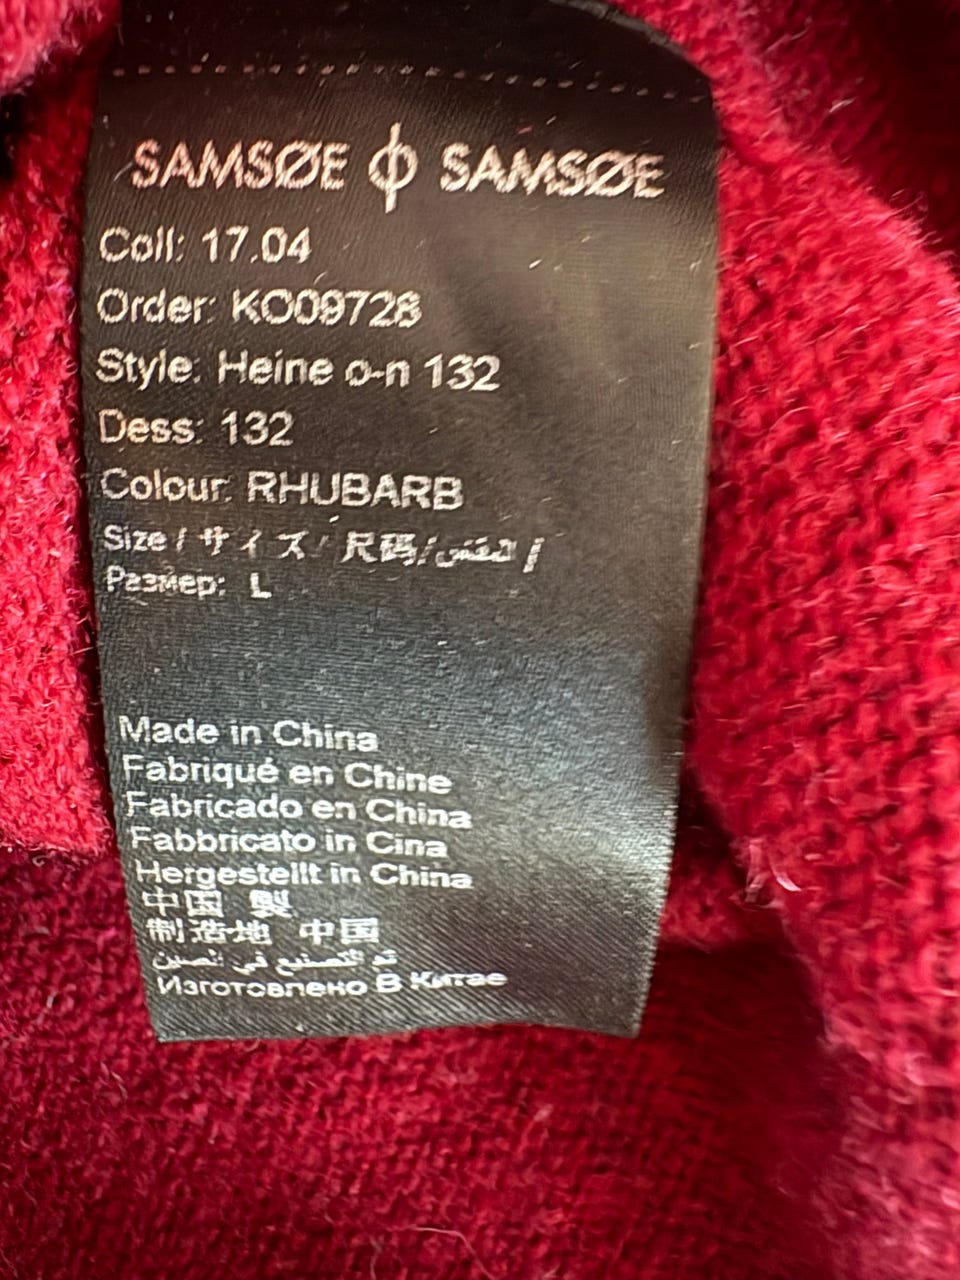 SAMSØE ф SAMSØE
Coll: 17.04
Order: KO09728
Style: Heine o-n 132
Dess: 132
Colour: RHUBARB
Size / サイズ / 尺码/المقاس /
Размер: L
Made in China
Fabriqué en Chine
Fabricado en China
Fabbricato in Cina
Hergestellt in China
中国 製
制造地 中国
تم التصنيع في الصين
Изготовлено В Китае